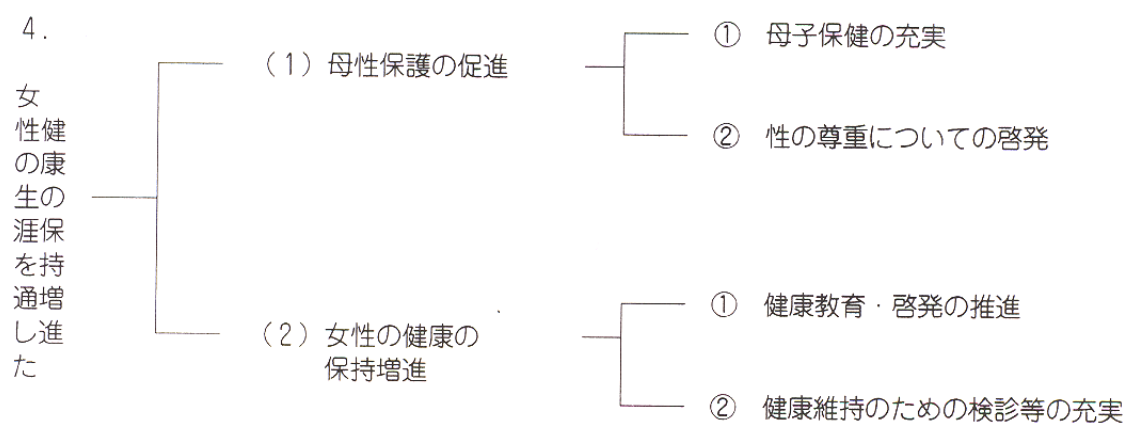 4.
女性の生涯を通した
健康の保持増進
(1) 母性保護の促進
① 母子保健の充実
② 性の尊重についての啓発
(2) 女性の健康の
保持増進
① 健康教育・啓発の推進
② 健康維持のための検診等の充実